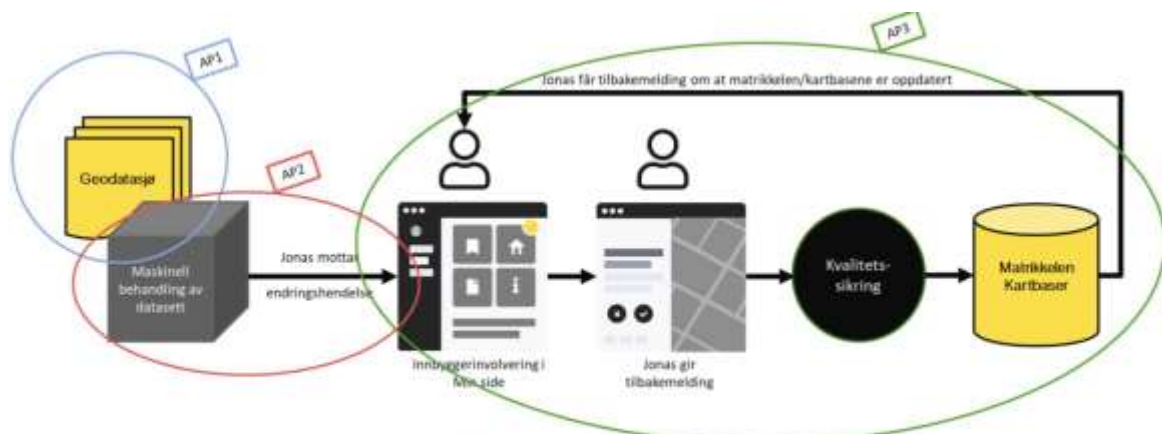 AP1
AP3
Jonas får tilbakemelding om at matrikkelen/kartbasene er oppdatert
Geodatasjø
AP2
Maskinell
behandling av
datasett
Jonas mottar
endringshendelse
Kvalitets-
sikring
Matrikkelen
Kartbaser
Innbyggerinvolvering i
Min side
Jonas gir
tilbakemelding